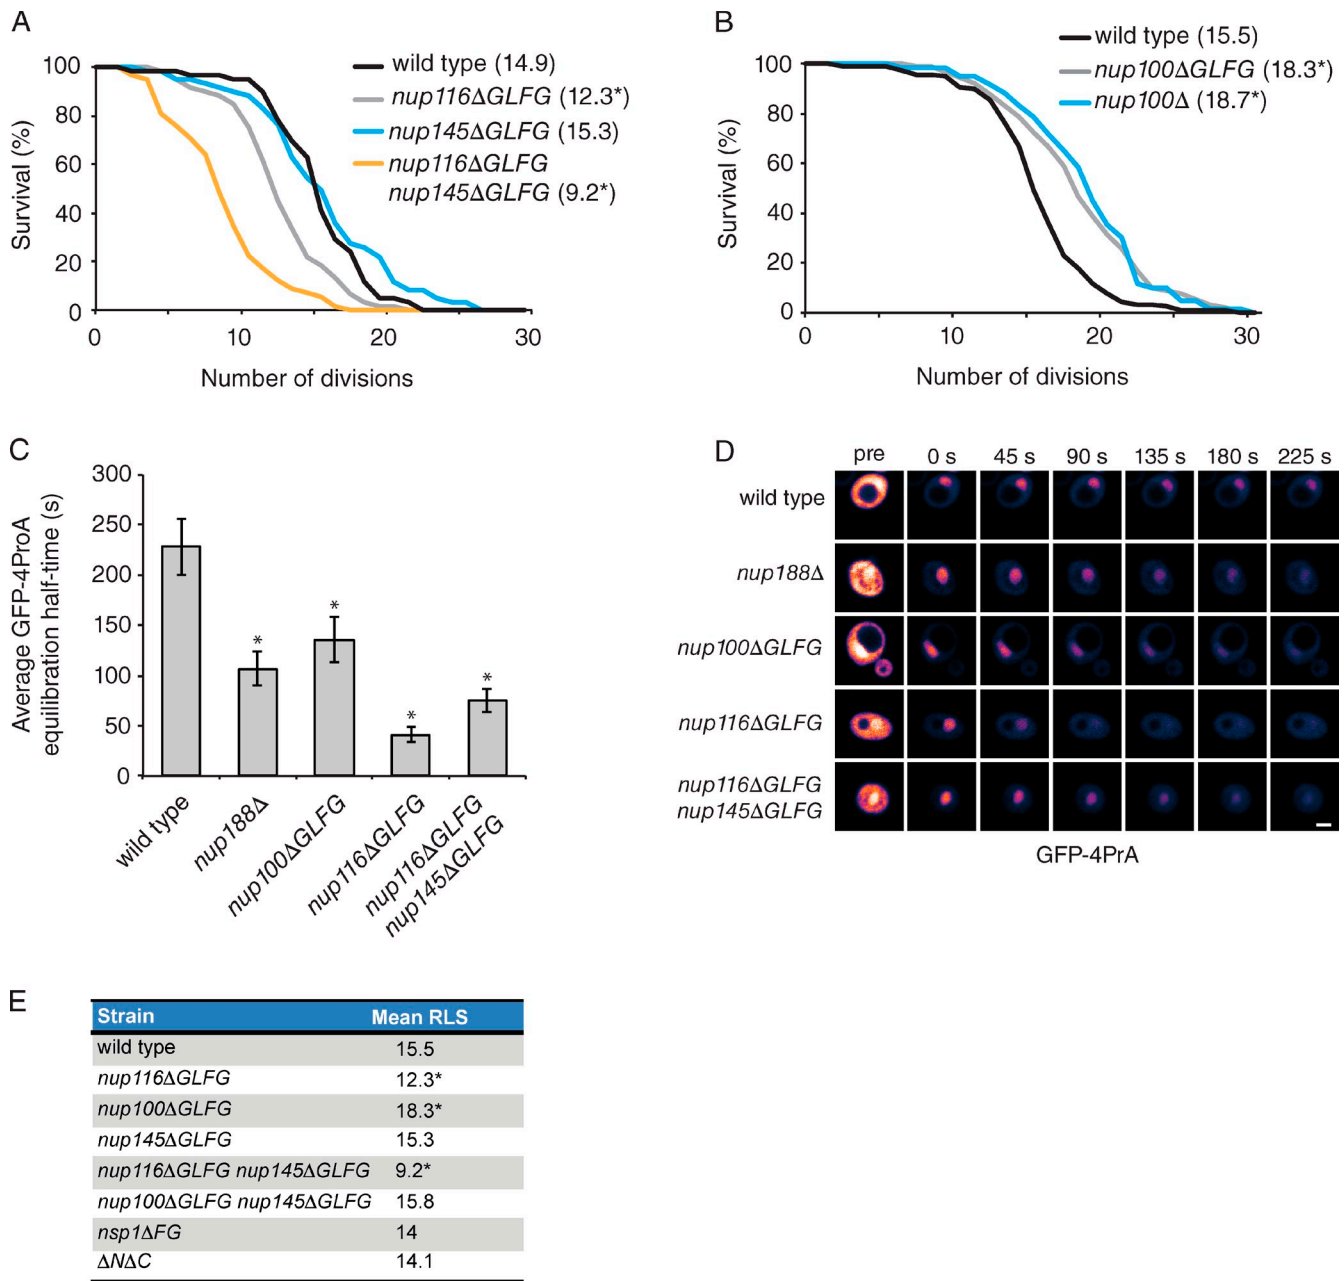 A
wild type (14.9)
nup116ΔGLFG (12.3*)
nup145ΔGLFG (15.3)
nup116ΔGLFG
nup145ΔGLFG (9.2*)
Survival (%)
100
80
60
40
20
0
0 10 20 30
Number of divisions
B
wild type (15.5)
nup100ΔGLFG (18.3*)
nup100Δ (18.7*)
Survival (%)
100
80
60
40
20
0
0 10 20 30
Number of divisions
C
Average GFP-4ProA
equilibration half-time (s)
300
250
200
150
100
50
0
* * * *
wild type
nup188Δ
nup100ΔGLFG
nup116ΔGLFG
nup116ΔGLFG
nup145ΔGLFG
D
pre 0 s 45 s 90 s 135 s 180 s 225 s
wild type
nup188Δ
nup100ΔGLFG
nup116ΔGLFG
nup116ΔGLFG
nup145ΔGLFG
GFP-4PrA
E
Strain Mean RLS
wild type 15.5
nup116ΔGLFG 12.3*
nup100ΔGLFG 18.3*
nup145ΔGLFG 15.3
nup116ΔGLFG nup145ΔGLFG 9.2*
nup100ΔGLFG nup145ΔGLFG 15.8
nsp1ΔFG 14
ΔNΔC 14.1